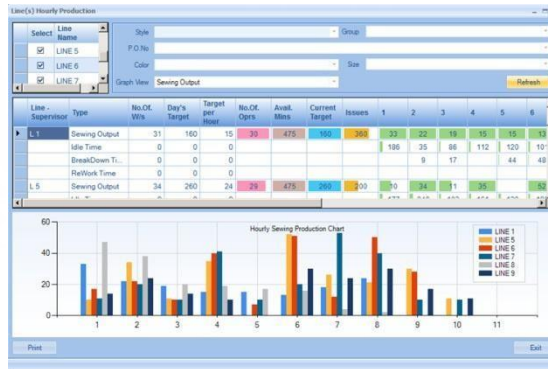 Line(s) Hourly Production
Select Line Name
LINE 5
LINE 6
LINE 7
Style
Group
P.O.No
Color
Size
Graph View Sewing Output
Refresh
Line - Supervisor Type No.Of. W/s Day's Target Target per Hour No.Of. Oprs Avail. Mins Current Target Issues 1 2 3 4 5 6
L 1 Sewing Output 31 160 15 30 475 160 360 33 22 19 15 15 13
Idle Time 0 0 0 186 35 86 112 120 10
BreakDown Ti... 0 0 0 9 17 44 48
ReWork Time 0 0 0
L 5 Sewing Output 34 260 24 29 475 260 200 10 34 11 35 52
Hourly Sewing Production Chart
60
40
20
0
1 2 3 4 5 6 7 8 9 10 11
LINE 1
LINE 5
LINE 6
LINE 7
LINE 8
LINE 9
Print
Exit